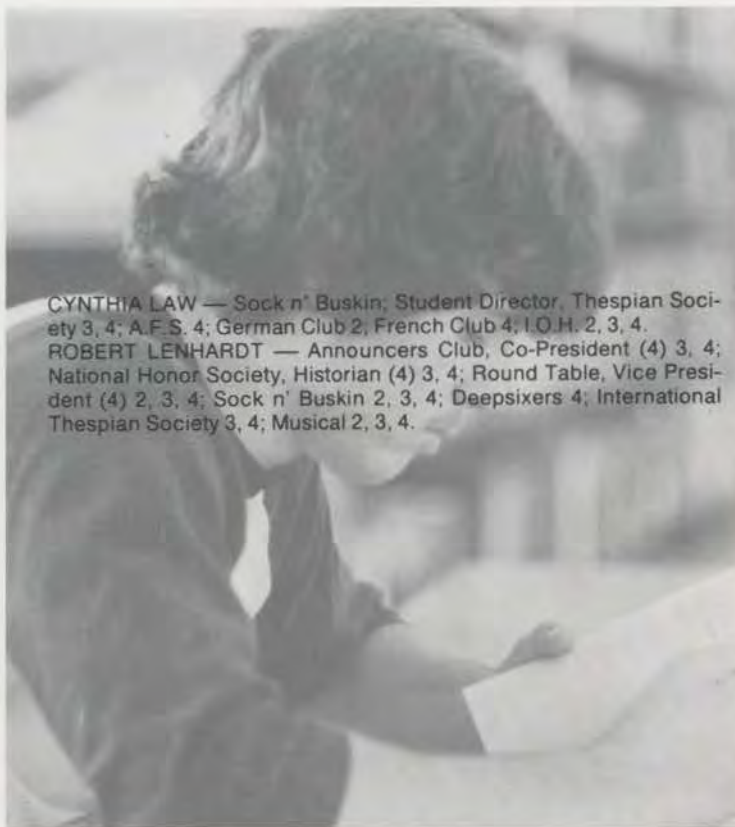 CYNTHIA LAW — Sock n' Buskin; Student Director, Thespian Soci-
ety 3, 4; A.F.S. 4; German Club 2; French Club 4; I.O.H. 2, 3, 4.
ROBERT LENHARDT — Announcers Club, Co-President (4) 3, 4;
National Honor Society, Historian (4) 3, 4; Round Table, Vice Presi-
dent (4) 2, 3, 4; Sock n' Buskin 2, 3, 4; Deepsixers 4; International
Thespian Society 3, 4; Musical 2, 3, 4.